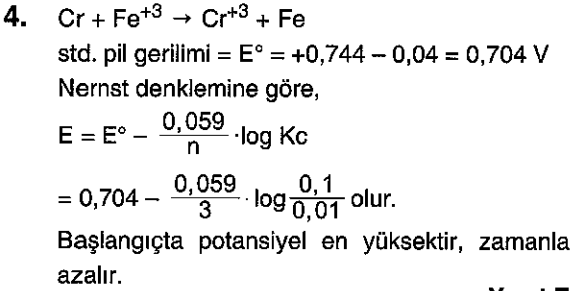 4. Cr + Fe⁺³ → Cr⁺³ + Fe
std. pil gerilimi = E° = +0,744 – 0,04 = 0,704 V
Nernst denklemine göre,
E = E° – 0,059/n · log Kc
= 0,704 – 0,059/3 · log 0,1/0,01 olur.
Başlangıçta potansiyel en yüksektir, zamanla
azalır.